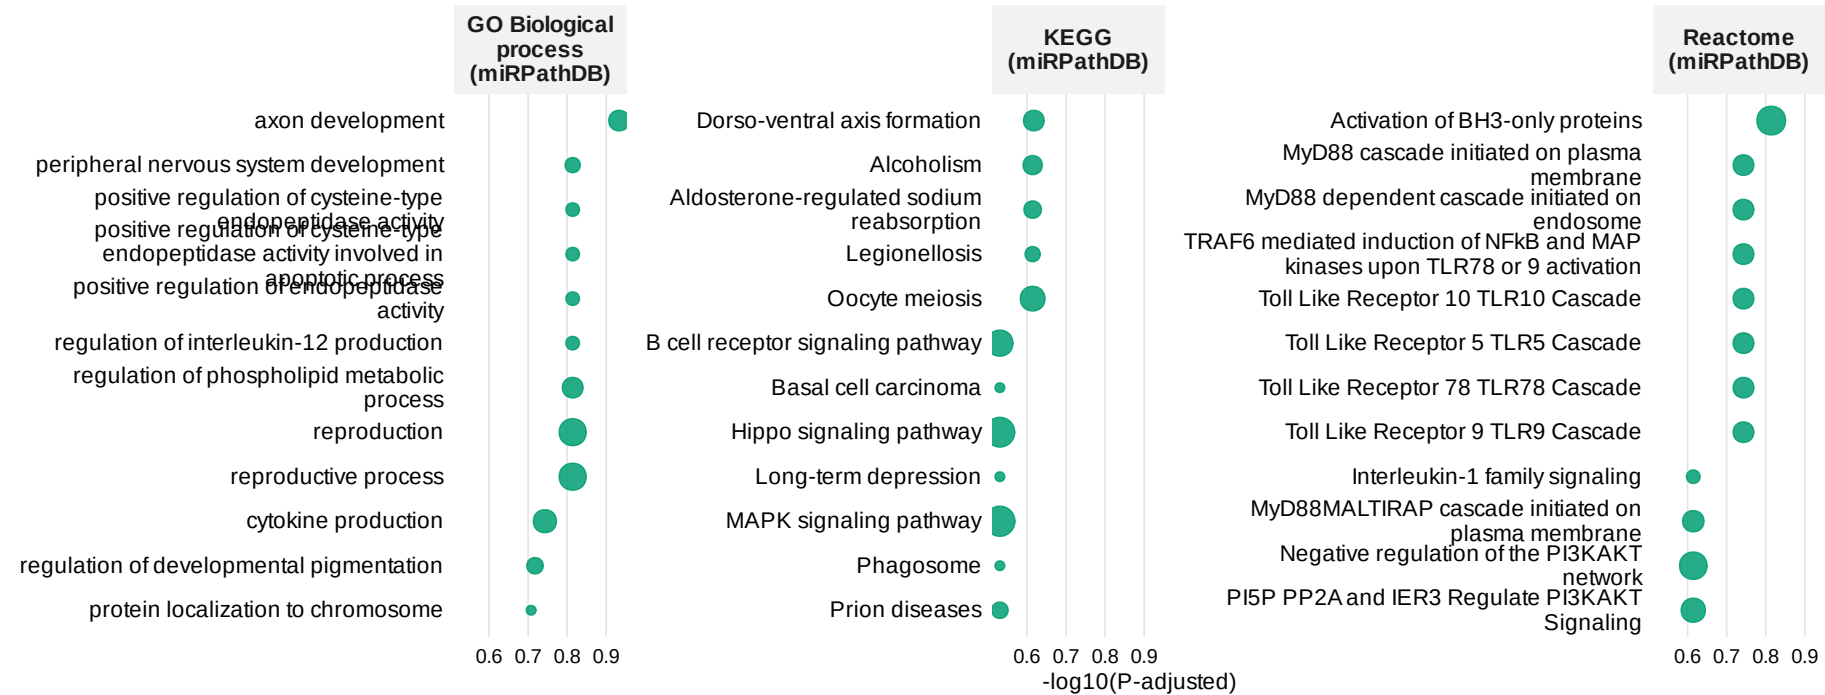 GO Biological
process
(miRPathDB)
axon development
peripheral nervous system development
positive regulation of cysteine-type
endopeptidase activity
positive regulation of cysteine-type
endopeptidase activity involved in
apoptotic process
positive regulation of endopeptidase
activity
regulation of interleukin-12 production
regulation of phospholipid metabolic
process
reproduction
reproductive process
cytokine production
regulation of developmental pigmentation
protein localization to chromosome
0.6 0.7 0.8 0.9
KEGG
(miRPathDB)
Dorso-ventral axis formation
Alcoholism
Aldosterone-regulated sodium
reabsorption
Legionellosis
Oocyte meiosis
B cell receptor signaling pathway
Basal cell carcinoma
Hippo signaling pathway
Long-term depression
MAPK signaling pathway
Phagosome
Prion diseases
0.6 0.7 0.8 0.9
-log10(P-adjusted)
Reactome
(miRPathDB)
Activation of BH3-only proteins
MyD88 cascade initiated on plasma
membrane
MyD88 dependent cascade initiated on
endosome
TRAF6 mediated induction of NFkB and MAP
kinases upon TLR78 or 9 activation
Toll Like Receptor 10 TLR10 Cascade
Toll Like Receptor 5 TLR5 Cascade
Toll Like Receptor 78 TLR78 Cascade
Toll Like Receptor 9 TLR9 Cascade
Interleukin-1 family signaling
MyD88MALTIRAP cascade initiated on
plasma membrane
Negative regulation of the PI3KAKT
network
PI5P PP2A and IER3 Regulate PI3KAKT
Signaling
0.6 0.7 0.8 0.9